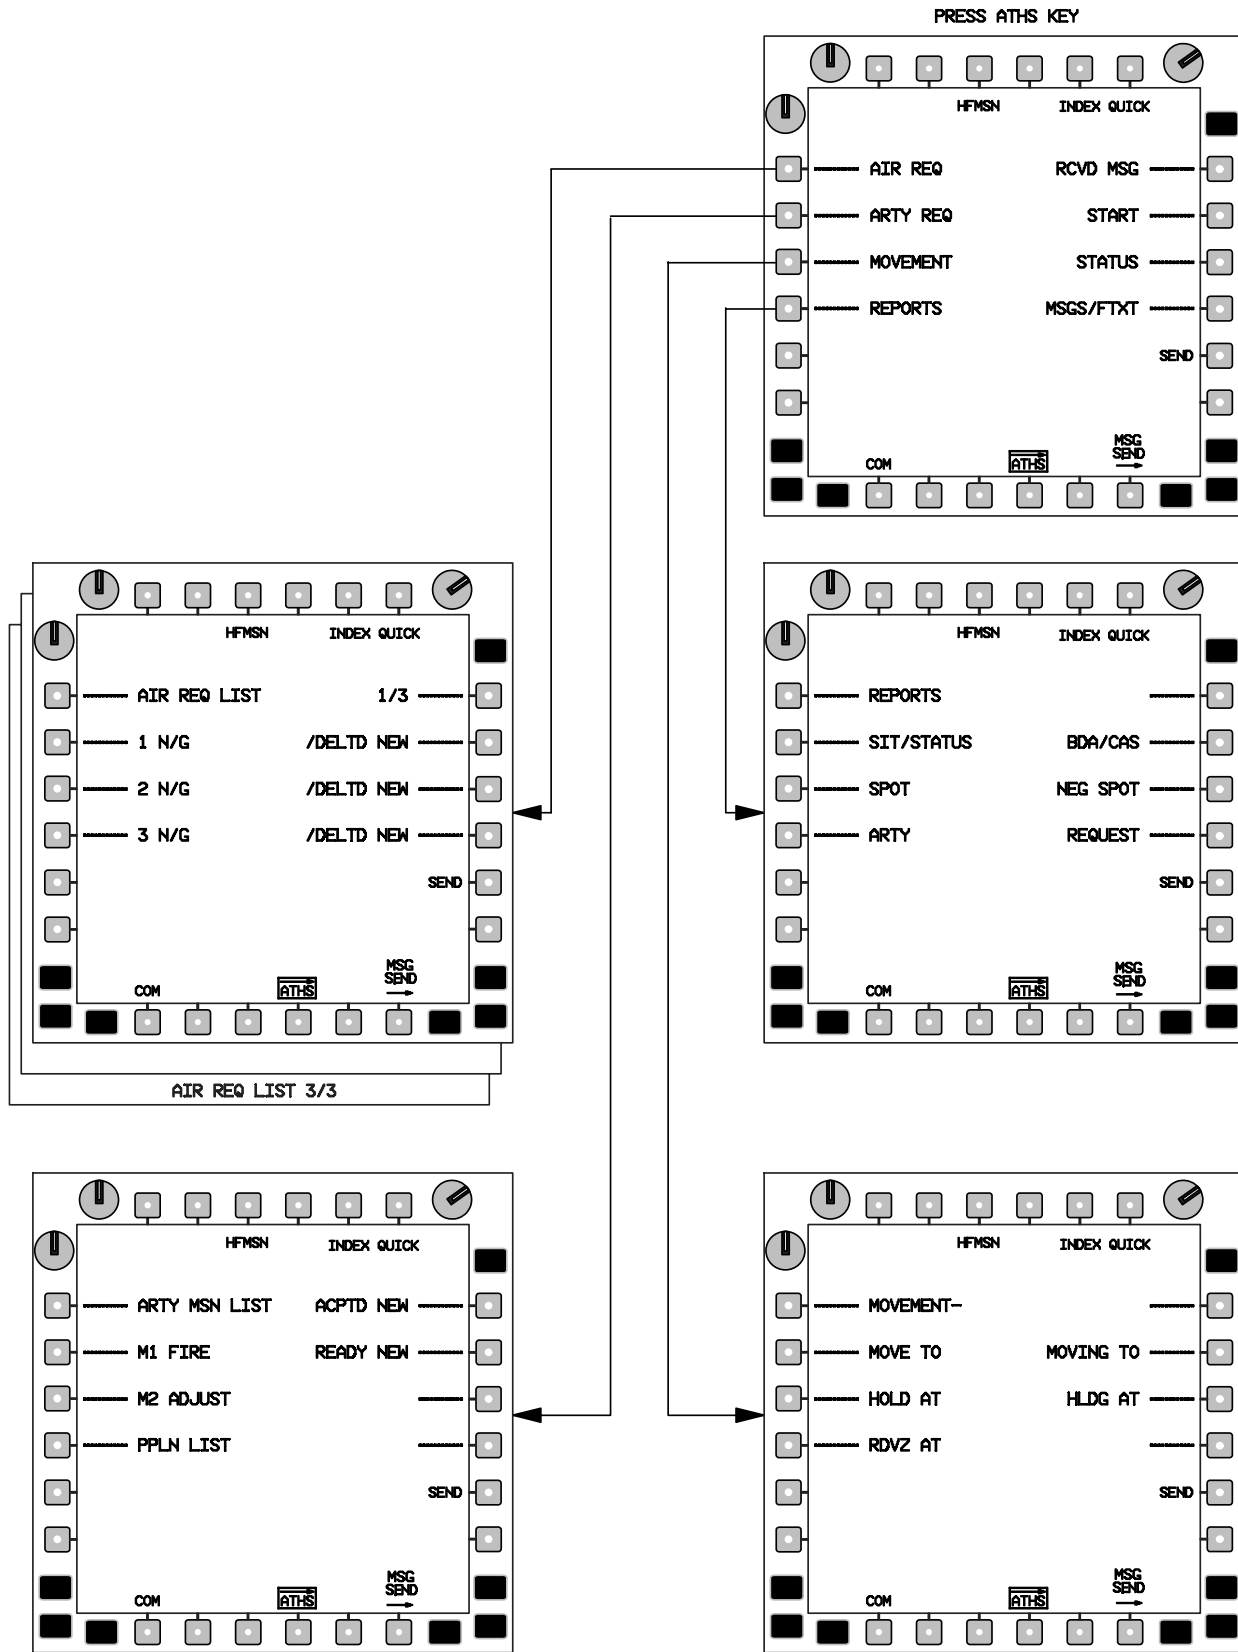 PRESS ATHS KEY
HFMSN INDEX QUICK
AIR REQ RCVD MSG
ARTY REQ START
MOVEMENT STATUS
REPORTS MSGS/FTXT
SEND
MSG
SEND
COM ATHS
HFMSN INDEX QUICK
AIR REQ LIST 1/3
1 N/G /DELTD NEW
2 N/G /DELTD NEW
3 N/G /DELTD NEW
SEND
MSG
SEND
COM ATHS
AIR REQ LIST 3/3
HFMSN INDEX QUICK
REPORTS
SIT/STATUS BDA/CAS
SPOT NEG SPOT
ARTY REQUEST
SEND
MSG
SEND
COM ATHS
HFMSN INDEX QUICK
ARTY MSN LIST ACPTD NEW
M1 FIRE READY NEW
M2 ADJUST
PPLN LIST
SEND
MSG
SEND
COM ATHS
HFMSN INDEX QUICK
MOVEMENT-
MOVE TO MOVING TO
HOLD AT HLDG AT
RDVZ AT
SEND
MSG
SEND
COM ATHS